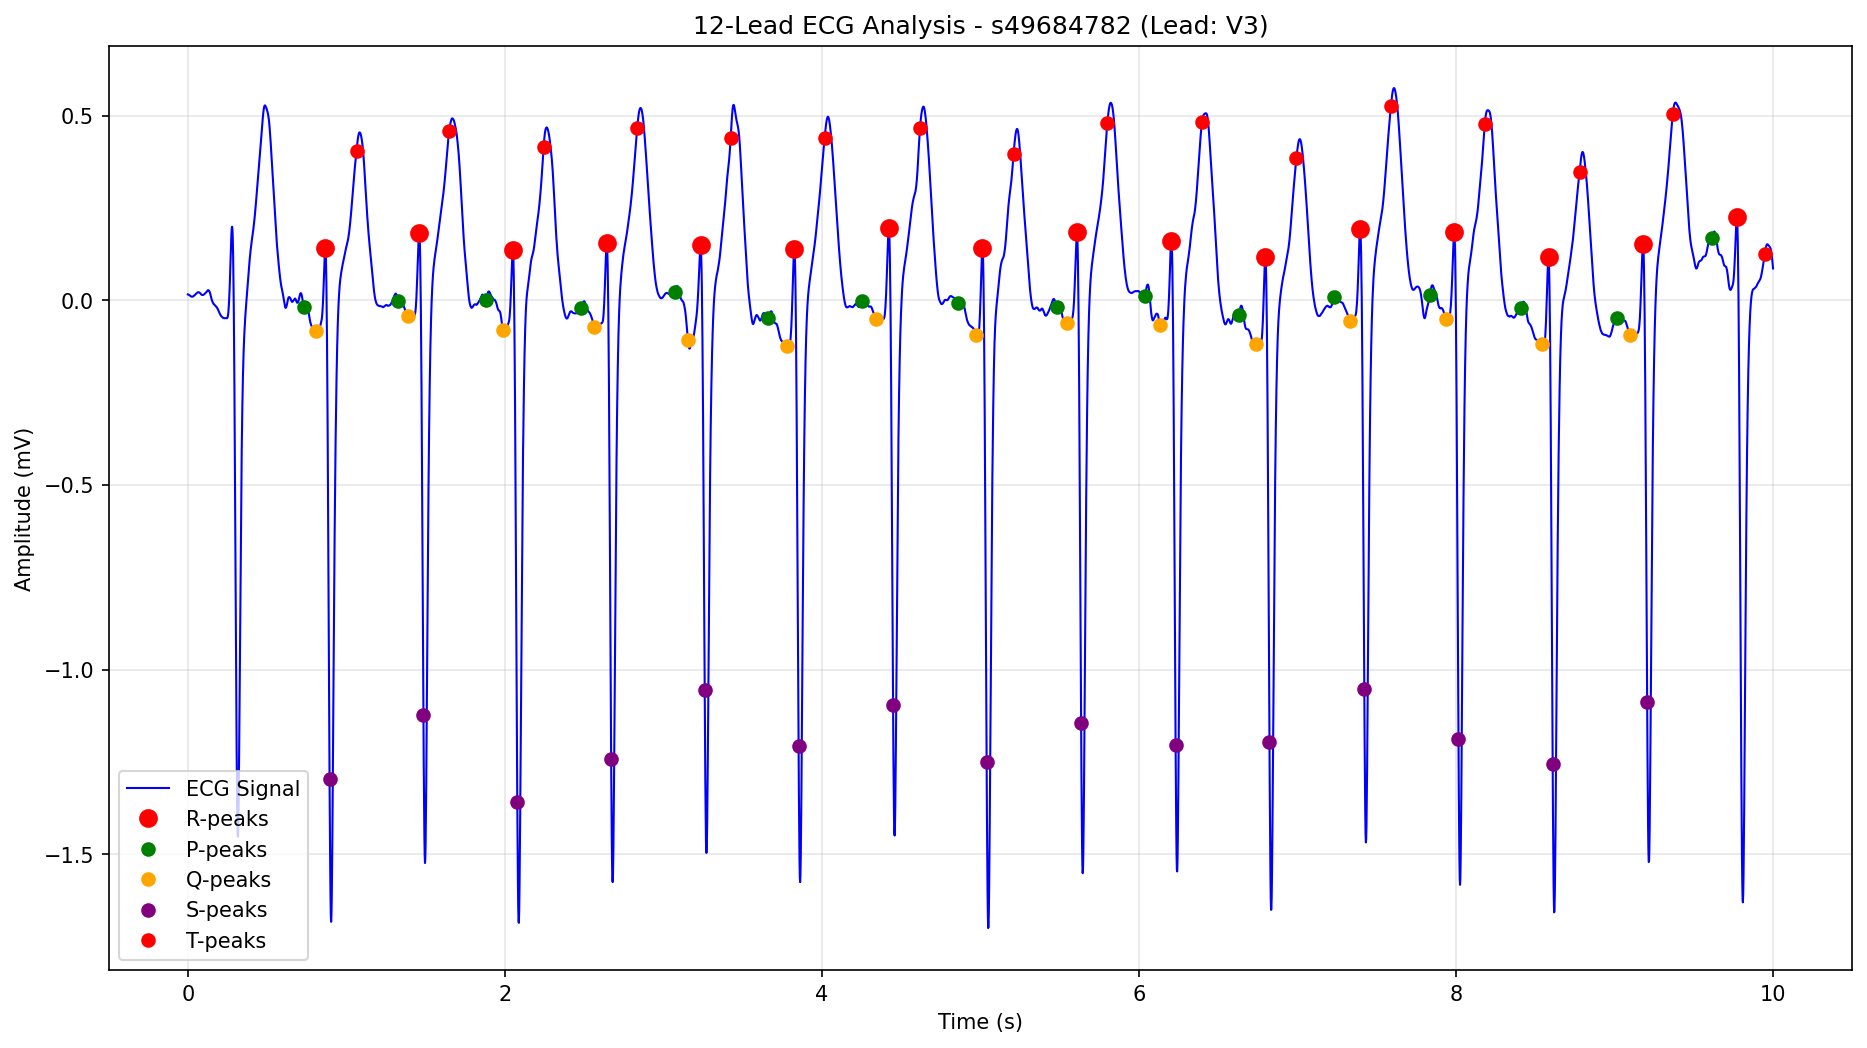 12-Lead ECG Analysis - s49684782 (Lead: V3)
Amplitude (mV)
0.5
0.0
−0.5
−1.0
−1.5
ECG Signal
R-peaks
P-peaks
Q-peaks
S-peaks
T-peaks
0 2 4 6 8 10
Time (s)